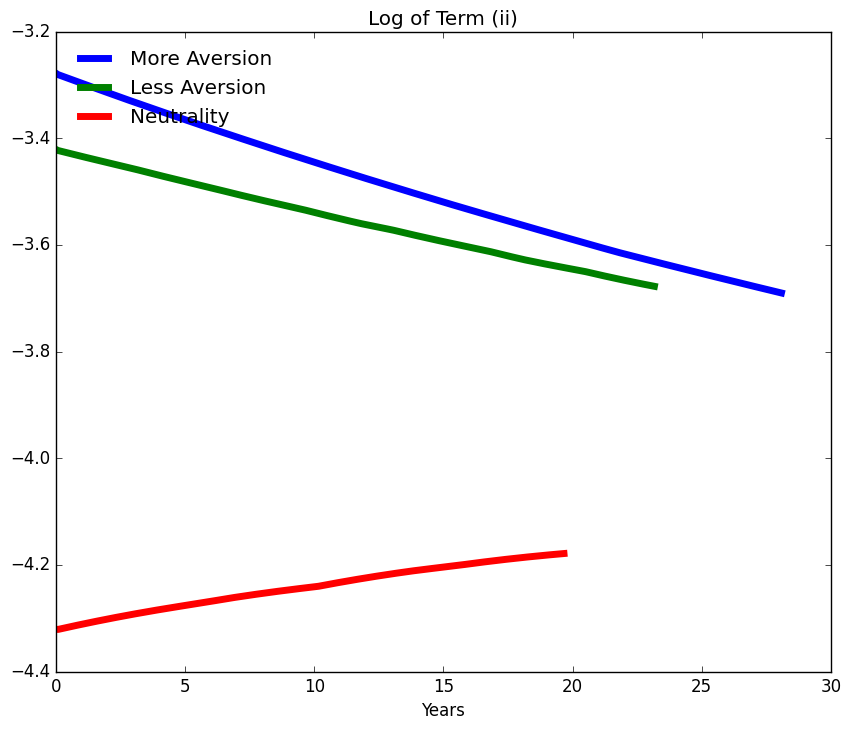 Log of Term (ii)
−3.2
−3.4
−3.6
−3.8
−4.0
−4.2
−4.4
More Aversion
Less Aversion
Neutrality
0 5 10 15 20 25 30
Years